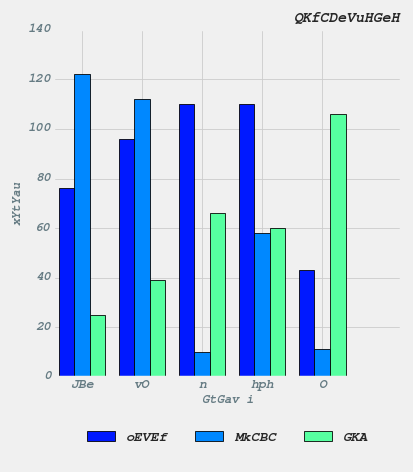 QKfCDeVuHGeH
140
120
100
80
60
40
20
0
xYtYau
JBe vO n hph O
GtGav i
oEVEf MkCBC GKA